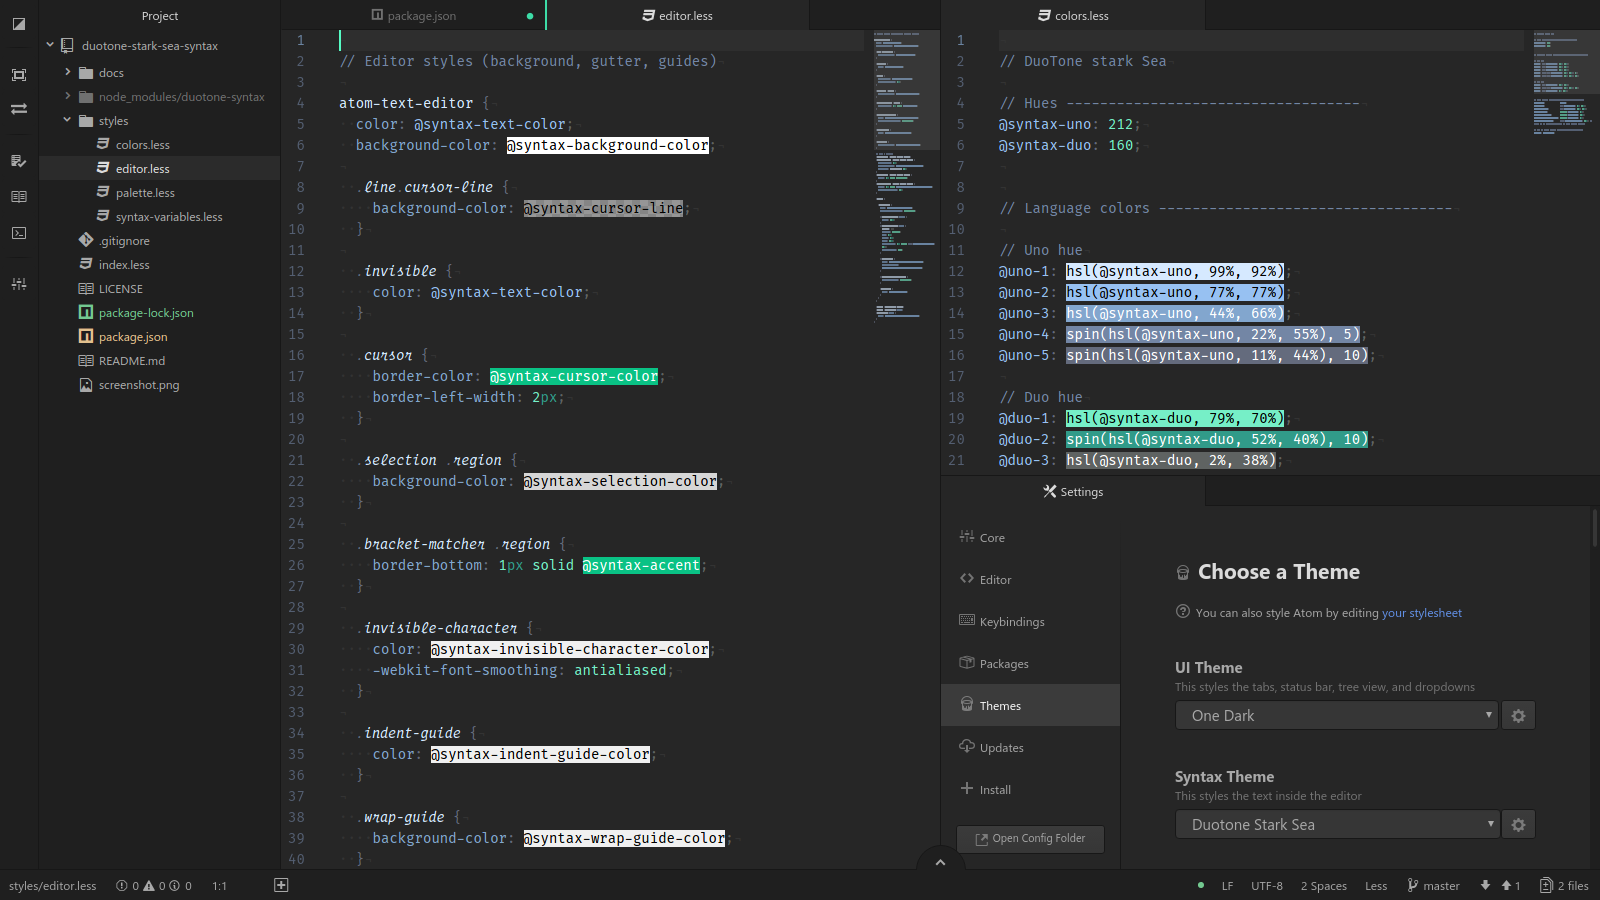 Project
duotone-stark-sea-syntax
docs
node_modules/duotone-syntax
styles
colors.less
editor.less
palette.less
syntax-variables.less
.gitignore
index.less
LICENSE
package-lock.json
package.json
README.md
screenshot.png
package.json
editor.less
1
2 // Editor styles (background, gutter, guides)
3
4 atom-text-editor {
5 color: @syntax-text-color;
6 background-color: @syntax-background-color;
7
8 .line.cursor-line {
9 background-color: @syntax-cursor-line;
10 }
11
12 .invisible {
13 color: @syntax-text-color;
14 }
15
16 .cursor {
17 border-color: @syntax-cursor-color;
18 border-left-width: 2px;
19 }
20
21 .selection .region {
22 background-color: @syntax-selection-color;
23 }
24
25 .bracket-matcher .region {
26 border-bottom: 1px solid @syntax-accent;
27 }
28
29 .invisible-character {
30 color: @syntax-invisible-character-color;
31 -webkit-font-smoothing: antialiased;
32 }
33
34 .indent-guide {
35 color: @syntax-indent-guide-color;
36 }
37
38 .wrap-guide {
39 background-color: @syntax-wrap-guide-color;
40 }
colors.less
1
2 // DuoTone stark Sea
3
4 // Hues -----------------------------------
5 @syntax-uno: 212;
6 @syntax-duo: 160;
7
8
9 // Language colors -----------------------------------
10
11 // Uno hue
12 @uno-1: hsl(@syntax-uno, 99%, 92%);
13 @uno-2: hsl(@syntax-uno, 77%, 77%);
14 @uno-3: hsl(@syntax-uno, 44%, 66%);
15 @uno-4: spin(hsl(@syntax-uno, 22%, 55%), 5);
16 @uno-5: spin(hsl(@syntax-uno, 11%, 44%), 10);
17
18 // Duo hue
19 @duo-1: hsl(@syntax-duo, 79%, 70%);
20 @duo-2: spin(hsl(@syntax-duo, 52%, 40%), 10);
21 @duo-3: hsl(@syntax-duo, 2%, 38%);
Settings
Core
Editor
Keybindings
Packages
Themes
Updates
Install
Open Config Folder
Choose a Theme
You can also style Atom by editing your stylesheet
UI Theme
This styles the tabs, status bar, tree view, and dropdowns
One Dark
Syntax Theme
This styles the text inside the editor
Duotone Stark Sea
styles/editor.less 0 0 0 1:1
LF UTF-8 2 Spaces Less master 1 2 files